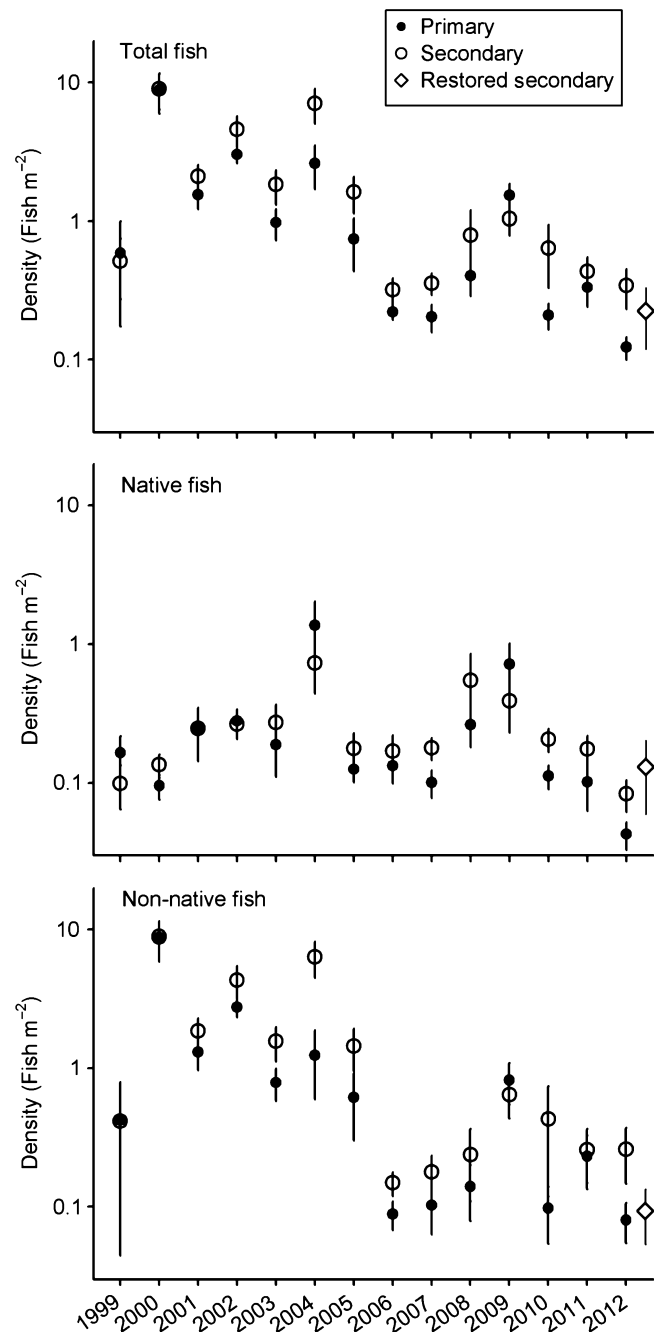 Primary
Secondary
Restored secondary
Total fish
10
1
0.1
Density (Fish m⁻²)
Native fish
10
1
0.1
Density (Fish m⁻²)
Non-native fish
10
1
0.1
Density (Fish m⁻²)
1999
2000
2001
2002
2003
2004
2005
2006
2007
2008
2009
2010
2011
2012